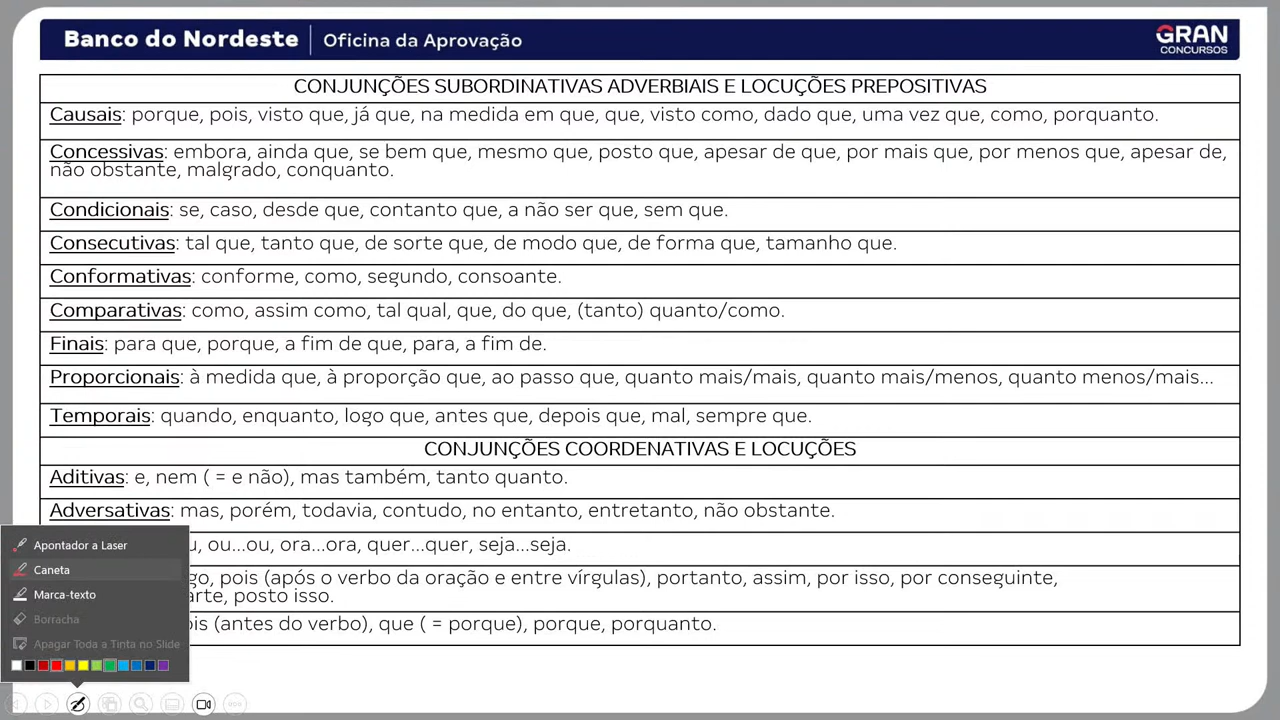 Banco do Nordeste Oficina da Aprovação GRAN CONCURSOS
CONJUNÇÕES SUBORDINATIVAS ADVERBIAIS E LOCUÇÕES PREPOSITIVAS
Causais: porque, pois, visto que, já que, na medida em que, que, visto como, dado que, uma vez que, como, porquanto.
Concessivas: embora, ainda que, se bem que, mesmo que, posto que, apesar de que, por mais que, por menos que, apesar de,
não obstante, malgrado, conquanto.
Condicionais: se, caso, desde que, contanto que, a não ser que, sem que.
Consecutivas: tal que, tanto que, de sorte que, de modo que, de forma que, tamanho que.
Conformativas: conforme, como, segundo, consoante.
Comparativas: como, assim como, tal qual, que, do que, (tanto) quanto/como.
Finais: para que, porque, a fim de que, para, a fim de.
Proporcionais: à medida que, à proporção que, ao passo que, quanto mais/mais, quanto mais/menos, quanto menos/mais...
Temporais: quando, enquanto, logo que, antes que, depois que, mal, sempre que.
CONJUNÇÕES COORDENATIVAS E LOCUÇÕES
Aditivas: e, nem ( = e não), mas também, tanto quanto.
Adversativas: mas, porém, todavia, contudo, no entanto, entretanto, não obstante.
u, ou...ou, ora...ora, quer...quer, seja...seja.
go, pois (após o verbo da oração e entre vírgulas), portanto, assim, por isso, por conseguinte,
arte, posto isso.
is (antes do verbo), que ( = porque), porque, porquanto.
Apontador a Laser
Caneta
Marca-texto
Borracha
Apagar Toda a Tinta no Slide